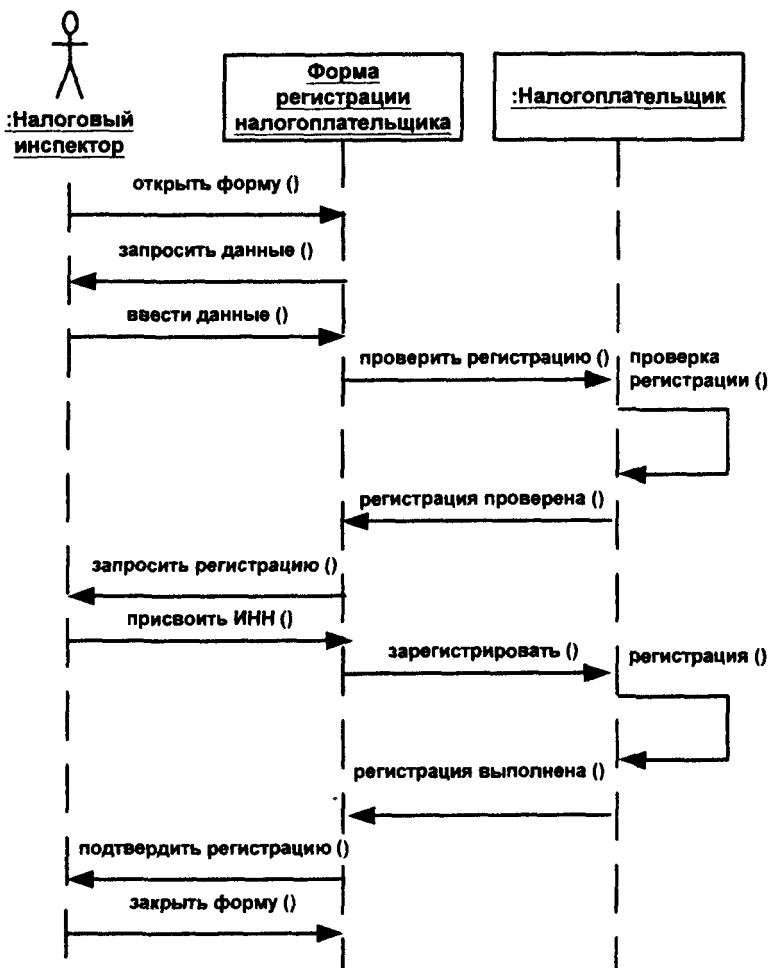 :Налоговый
инспектор
Форма
регистрации
налогоплательщика
:Налогоплательщик
открыть форму ()
запросить данные ()
ввести данные ()
проверить регистрацию ()
проверка
регистрации ()
регистрация проверена ()
запросить регистрацию ()
присвоить ИНН ()
зарегистрировать ()
регистрация ()
регистрация выполнена ()
подтвердить регистрацию ()
закрыть форму ()